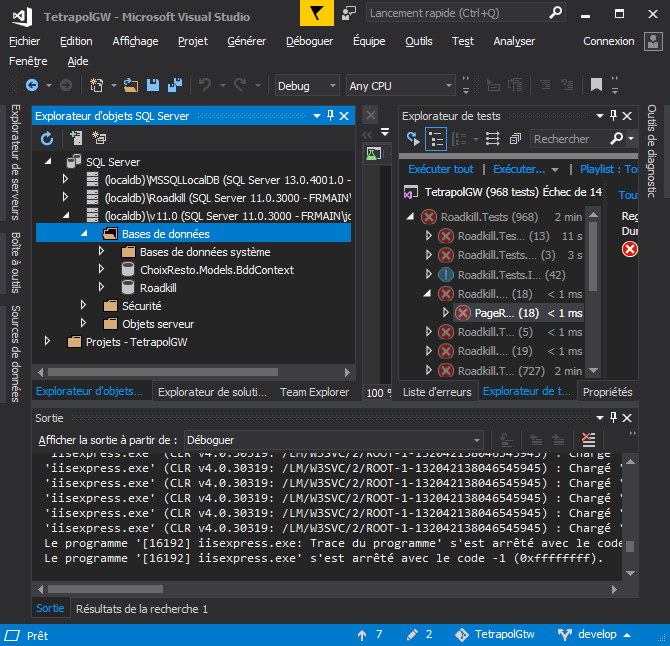 TetrapolGW - Microsoft Visual Studio
Lancement rapide (Ctrl+Q)
Fichier Edition Affichage Projet Générer Déboguer Équipe Outils Test Analyser Connexion
Fenêtre Aide
Debug Any CPU
Explorateur de serveurs
Boîte à outils
Sources de données
Explorateur d'objets SQL Server
SQL Server
(localdb)\MSSQLLocalDB (SQL Server 13.0.4001.0 -
(localdb)\Roadkill (SQL Server 11.0.3000 - FRMAIN\
(localdb)\v11.0 (SQL Server 11.0.3000 - FRMAIN\jc
Bases de données
Bases de données système
ChoixResto.Models.BddContext
Roadkill
Sécurité
Objets serveur
Projets - TetrapolGW
Explorateur d'objets... Explorateur de soluti... Team Explorer
100 %
Explorateur de tests
Rechercher
Exécuter tout Exécuter... Playlist : Tou
TetrapolGW (968 tests) Échec de 14
Roadkill.Tests (968) 2 min
Roadkill.Tes... (13) 11 s
Roadkill.Tests.... (3) 3 s
Roadkill.Tests.I... (42)
Roadkill.... (18) < 1 ms
PageR... (18) < 1 ms
Roadkill.T... (5) < 1 ms
Roadkill.... (19) < 1 ms
Roadkill.T... (727) 2 min
Tout
Reg
Dur
Liste d'erreurs Explorateur de t... Propriétés
Outils de diagnostic
Sortie
Afficher la sortie à partir de : Déboguer
'iisexpress.exe' (CLR v4.0.30319: /LM/W3SVC/2/ROOT-1-132042138046545945) : Chargé '
'iisexpress.exe' (CLR v4.0.30319: /LM/W3SVC/2/ROOT-1-132042138046545945) : Chargé '
'iisexpress.exe' (CLR v4.0.30319: /LM/W3SVC/2/ROOT-1-132042138046545945) : Chargé '
'iisexpress.exe' (CLR v4.0.30319: /LM/W3SVC/2/ROOT-1-132042138046545945) : Chargé '
'iisexpress.exe' (CLR v4.0.30319: /LM/W3SVC/2/ROOT-1-132042138046545945) : Chargé '
'iisexpress.exe' (CLR v4.0.30319: /LM/W3SVC/2/ROOT-1-132042138046545945) : Chargé '
Le programme '[16192] iisexpress.exe: Trace du programme' s'est arrêté avec le code
Le programme '[16192] iisexpress.exe' s'est arrêté avec le code -1 (0xffffffff).
Sortie Résultats de la recherche 1
Prêt 7 2 TetrapolGtw develop